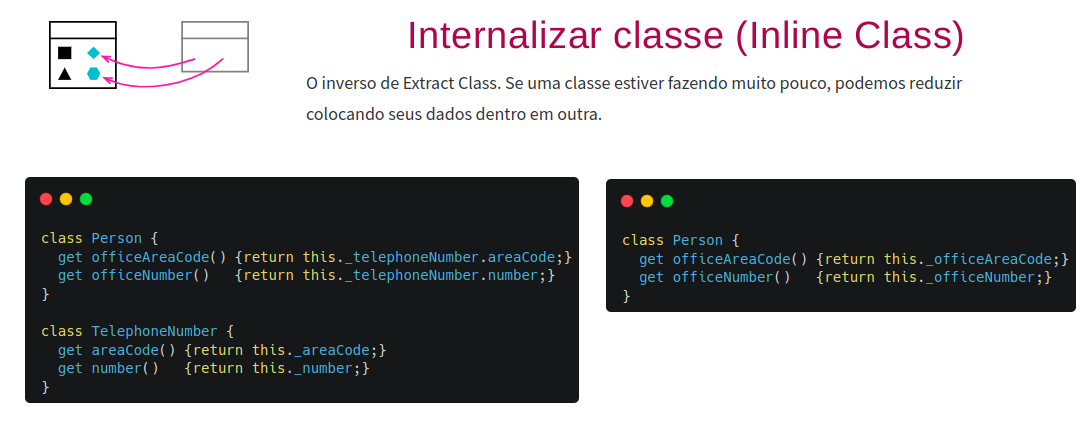 Internalizar classe (Inline Class)
O inverso de Extract Class. Se uma classe estiver fazendo muito pouco, podemos reduzir
colocando seus dados dentro em outra.
class Person {
  get officeAreaCode() {return this._telephoneNumber.areaCode;}
  get officeNumber()   {return this._telephoneNumber.number;}
}
class TelephoneNumber {
  get areaCode() {return this._areaCode;}
  get number()   {return this._number;}
}
class Person {
  get officeAreaCode() {return this._officeAreaCode;}
  get officeNumber()   {return this._officeNumber;}
}